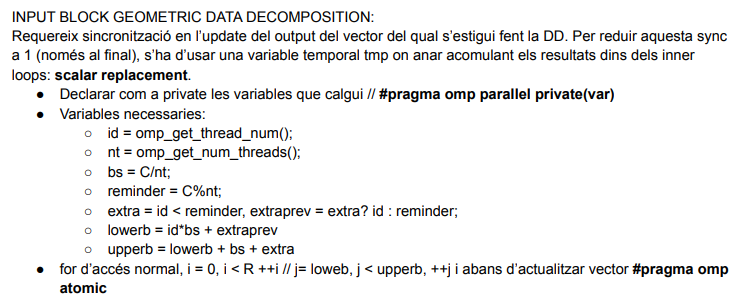 INPUT BLOCK GEOMETRIC DATA DECOMPOSITION:
Requereix sincronització en l'update del output del vector del qual s'estigui fent la DD. Per reduir aquesta sync
a 1 (només al final), s'ha d'usar una variable temporal tmp on anar acomulant els resultats dins dels inner
loops: scalar replacement.
● Declarar com a private les variables que calgui // #pragma omp parallel private(var)
● Variables necessaries:
○ id = omp_get_thread_num();
○ nt = omp_get_num_threads();
○ bs = C/nt;
○ reminder = C%nt;
○ extra = id < reminder, extraprev = extra? id : reminder;
○ lowerb = id*bs + extraprev
○ upperb = lowerb + bs + extra
● for d'accés normal, i = 0, i < R ++i // j= loweb, j < upperb, ++j i abans d'actualitzar vector #pragma omp
atomic